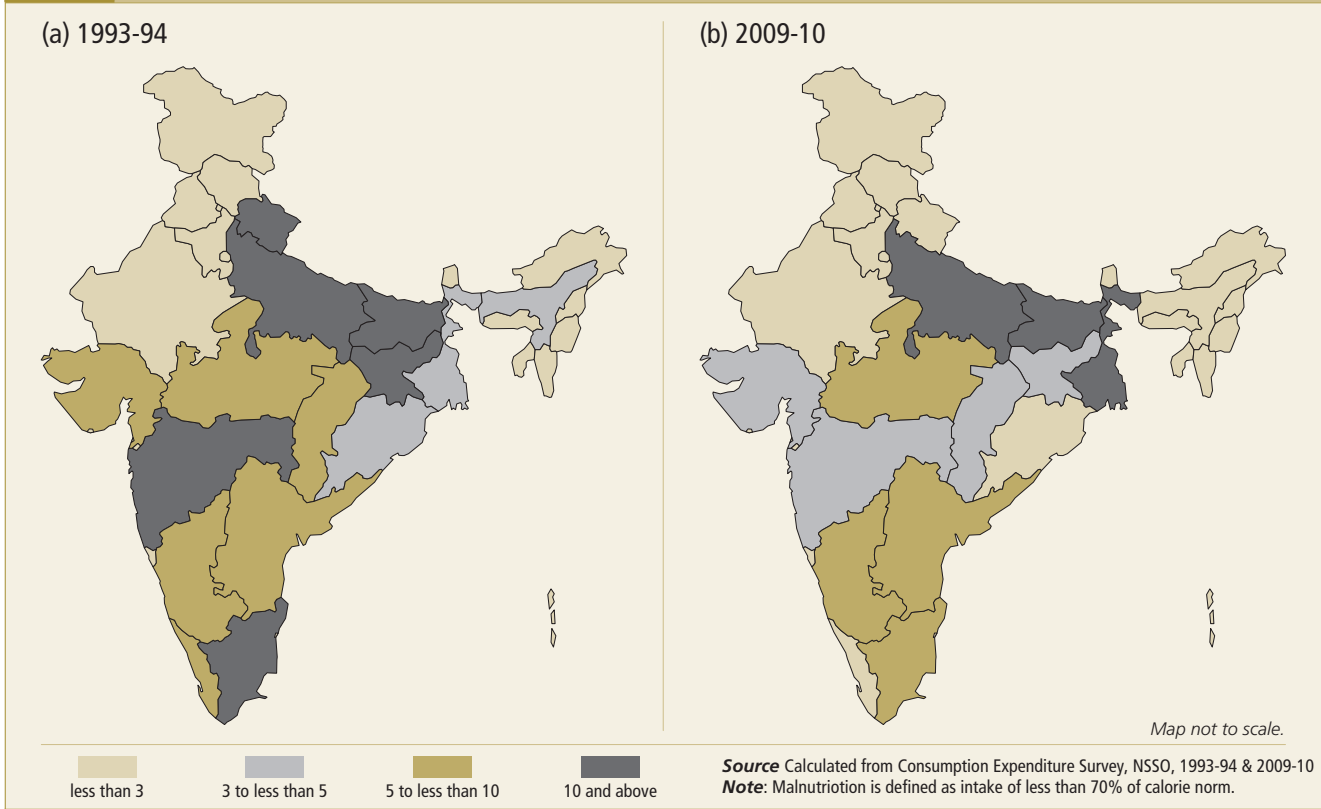 (a) 1993-94
(b) 2009-10
Map not to scale.
less than 3
3 to less than 5
5 to less than 10
10 and above
Source Calculated from Consumption Expenditure Survey, NSSO, 1993-94 & 2009-10
Note: Malnutriotion is defined as intake of less than 70% of calorie norm.